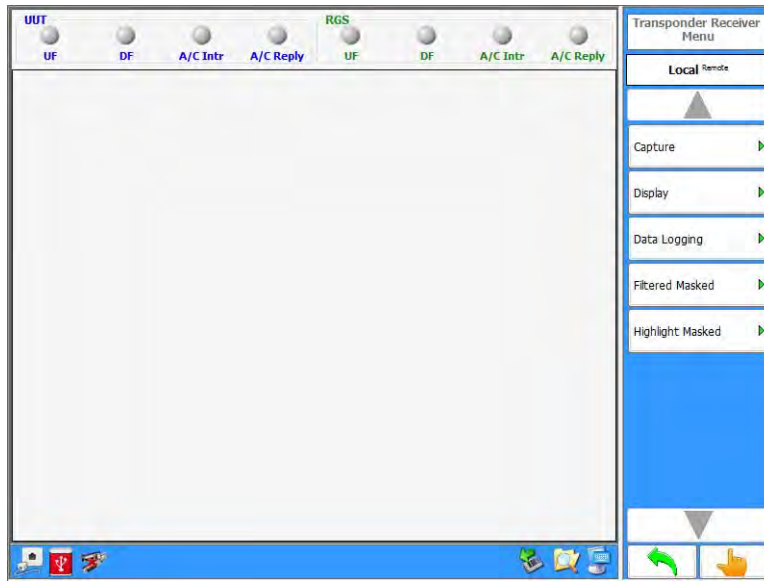 UUT
RGS
UF DF A/C Intr A/C Reply UF DF A/C Intr A/C Reply
Transponder Receiver
Menu
Local Remote
Capture
Display
Data Logging
Filtered Masked
Highlight Masked